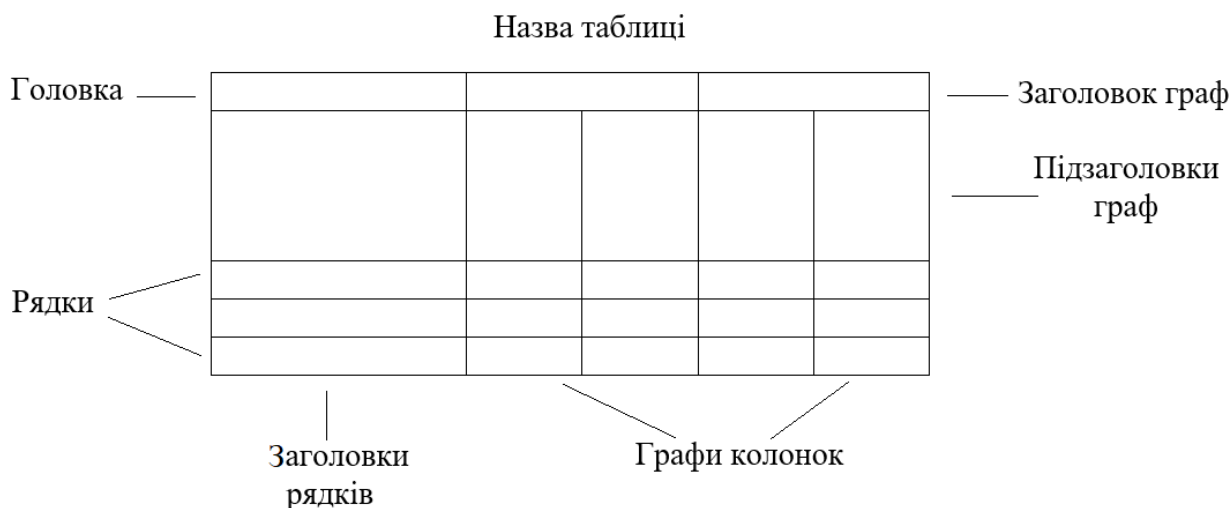 Назва таблиці
Головка
Заголовок граф
Підзаголовки
граф
Рядки
Заголовки
рядків
Графи колонок